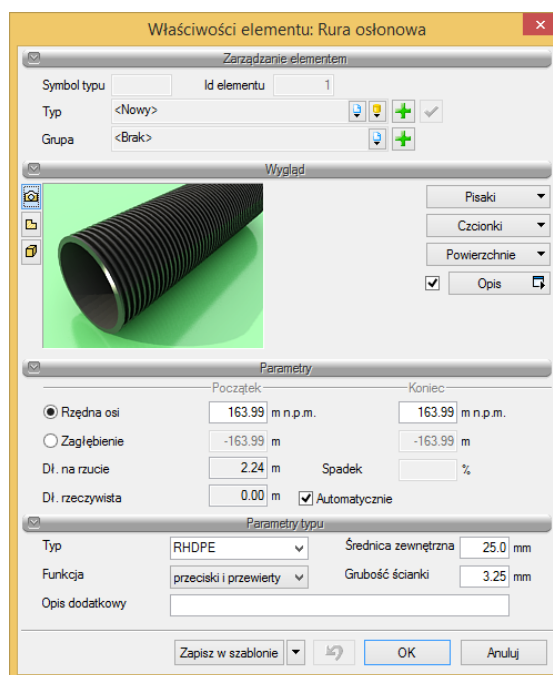 Właściwości elementu: Rura osłonowa
Zarządzanie elementem
Symbol typu Id elementu 1
Typ <Nowy>
Grupa <Brak>
Wygląd
Pisaki
Czcionki
Powierzchnie
Opis
Parametry
Początek Koniec
Rzędna osi 163.99 m n.p.m. 163.99 m n.p.m.
Zagłębienie -163.99 m -163.99 m
Dł. na rzucie 2.24 m Spadek %
Dł. rzeczywista 0.00 m Automatycznie
Parametry typu
Typ RHDPE Średnica zewnętrzna 25.0 mm
Funkcja przeciski i przewierty Grubość ścianki 3.25 mm
Opis dodatkowy
Zapisz w szablonie OK Anuluj